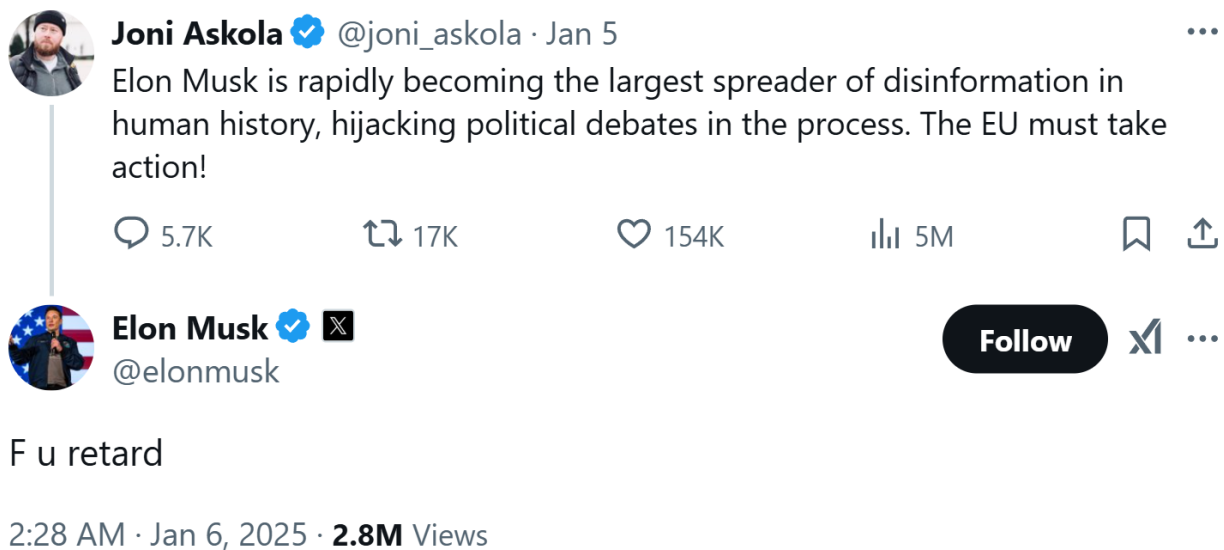 Joni Askola @joni_askola · Jan 5
Elon Musk is rapidly becoming the largest spreader of disinformation in
human history, hijacking political debates in the process. The EU must take
action!
5.7K 17K 154K 5M
Elon Musk X
Follow
@elonmusk
F u retard
2:28 AM · Jan 6, 2025 · 2.8M Views